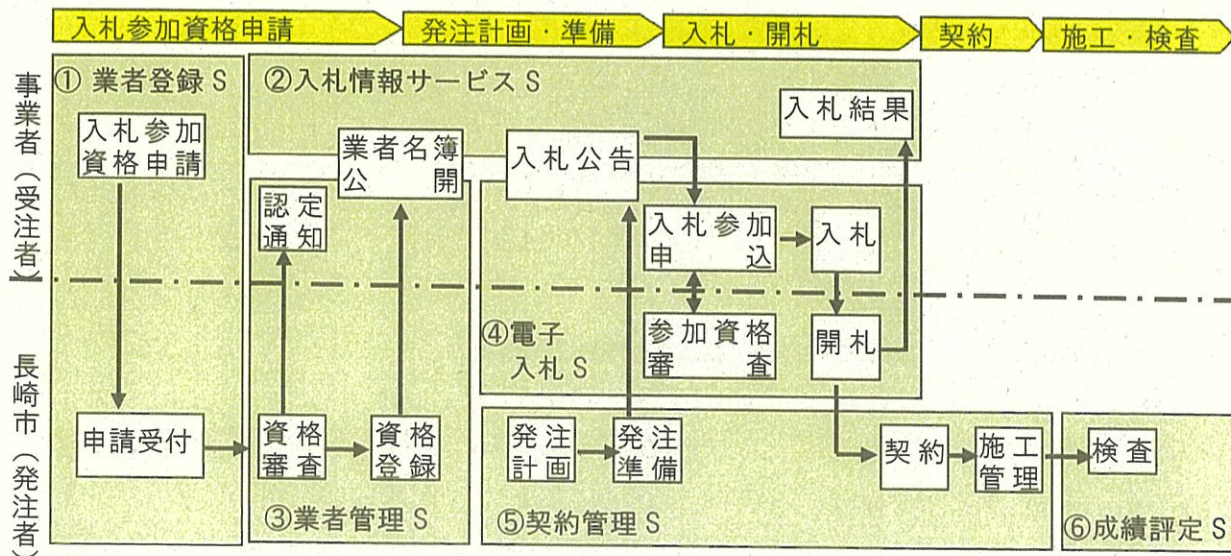 入札参加資格申請
発注計画・準備
入札・開札
契約
施工・検査
事業者（受注者）
長崎市（発注者）
①業者登録S
入札参加
資格申請
申請受付
②入札情報サービスS
業者名簿
公開
入札公告
入札結果
認定
通知
資格
審査
資格
登録
③業者管理S
入札参加
申込
入札
④電子
入札S
参加資格
審査
開札
発注
計画
発注
準備
契約
施工
管理
⑤契約管理S
検査
⑥成績評定S